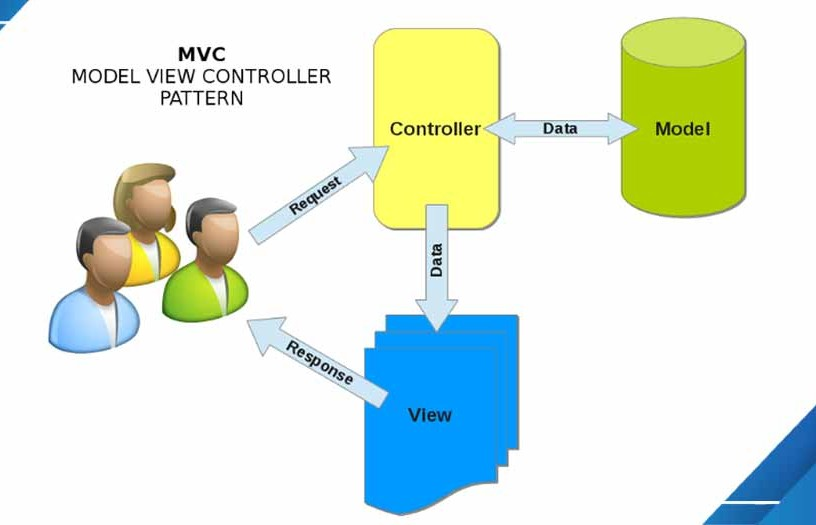 MVC
MODEL VIEW CONTROLLER
PATTERN
Controller
Data
Model
Request
Data
Response
View